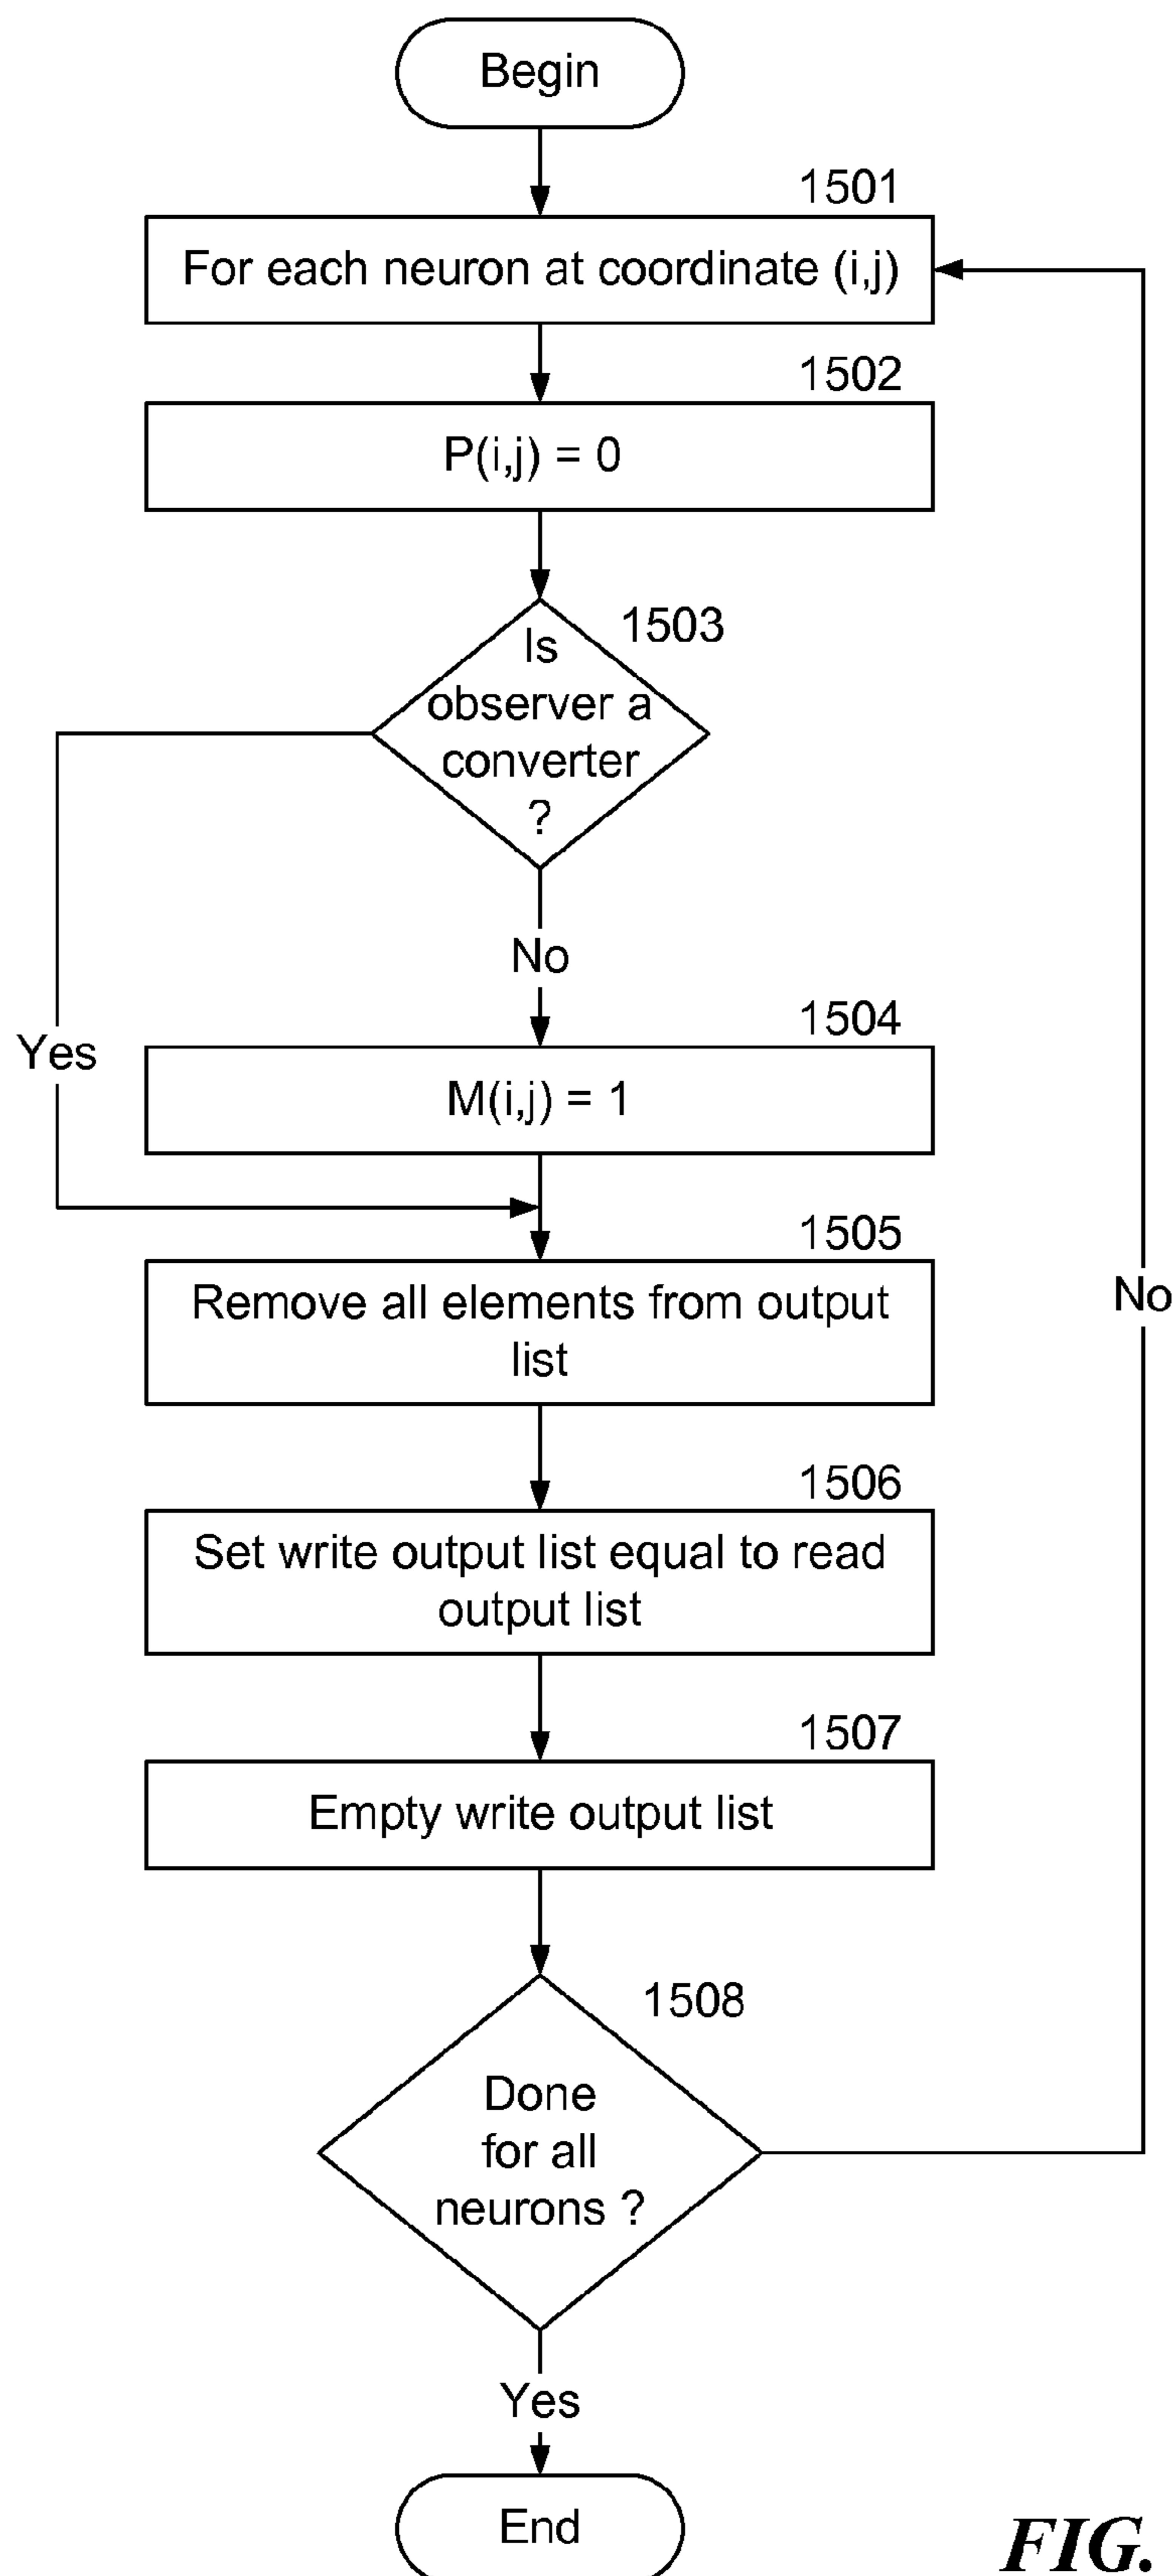 Begin
1501
For each neuron at coordinate (i,j)
1502
P(i,j) = 0
1503
Is
observer a
converter
?
No
Yes
1504
M(i,j) = 1
1505
Remove all elements from output
list
No
1506
Set write output list equal to read
output list
1507
Empty write output list
1508
Done
for all
neurons ?
Yes
End
FIG.